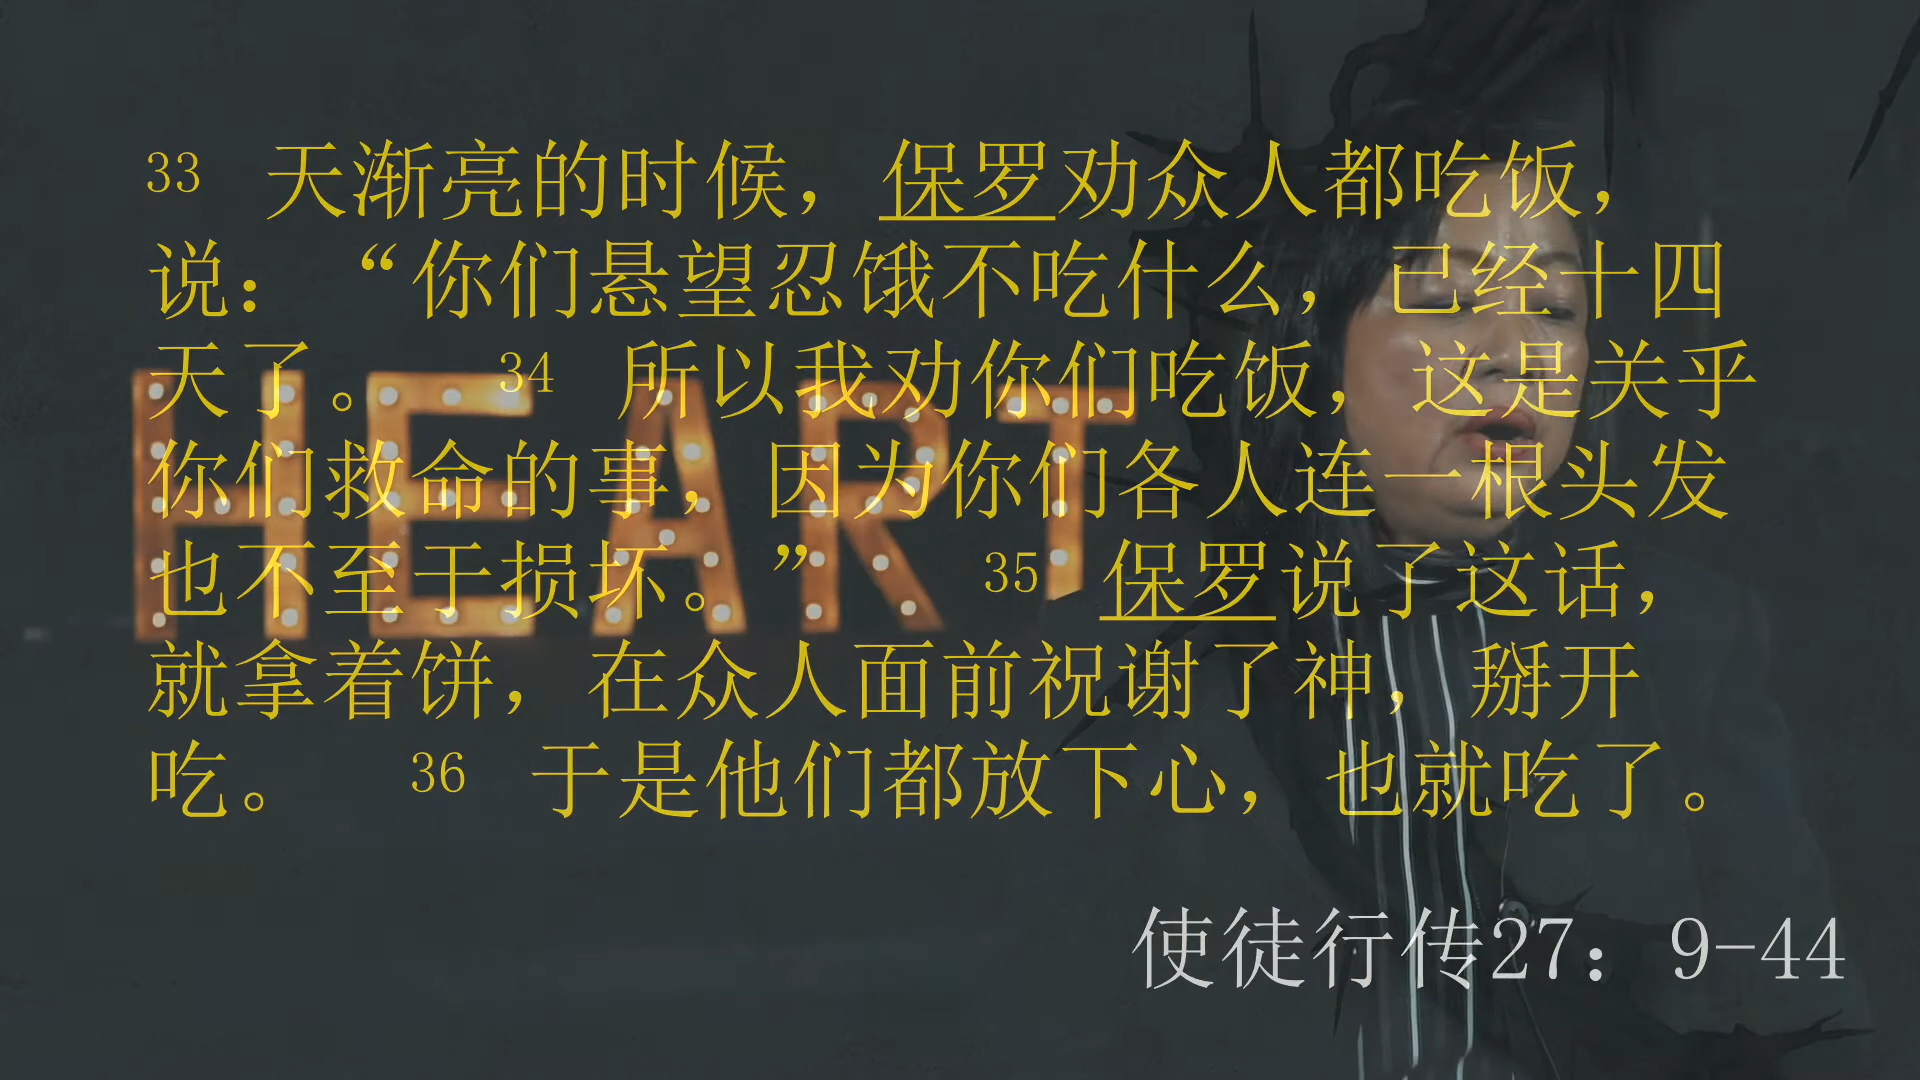 33 天渐亮的时候，保罗劝众人都吃饭，
说：“你们悬望忍饿不吃什么，已经十四
天了。 34 所以我劝你们吃饭，这是关乎
你们救命的事，因为你们各人连一根头发
也不至于损坏。” 35 保罗说了这话，
就拿着饼，在众人面前祝谢了神，掰开
吃。 36 于是他们都放下心，也就吃了。
HEART
使徒行传27：9-44